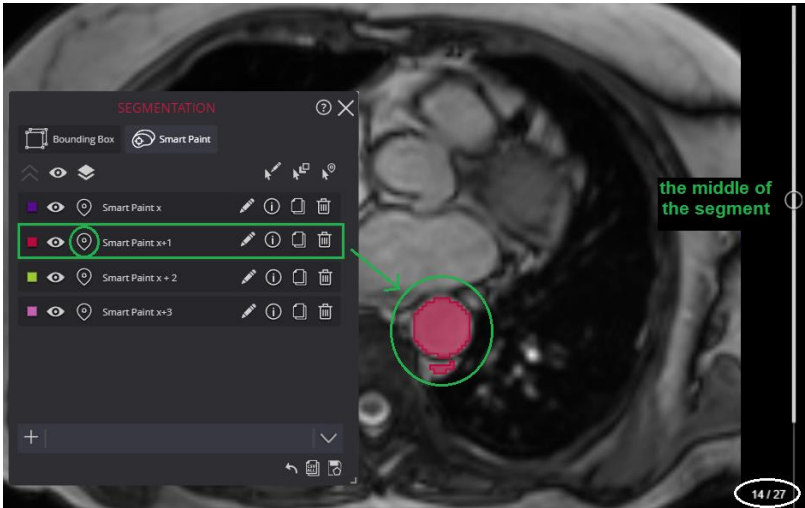 SEGMENTATION
?
Bounding Box
Smart Paint
Smart Paint x
Smart Paint x+1
Smart Paint x + 2
Smart Paint x+3
the middle of
the segment
14 / 27